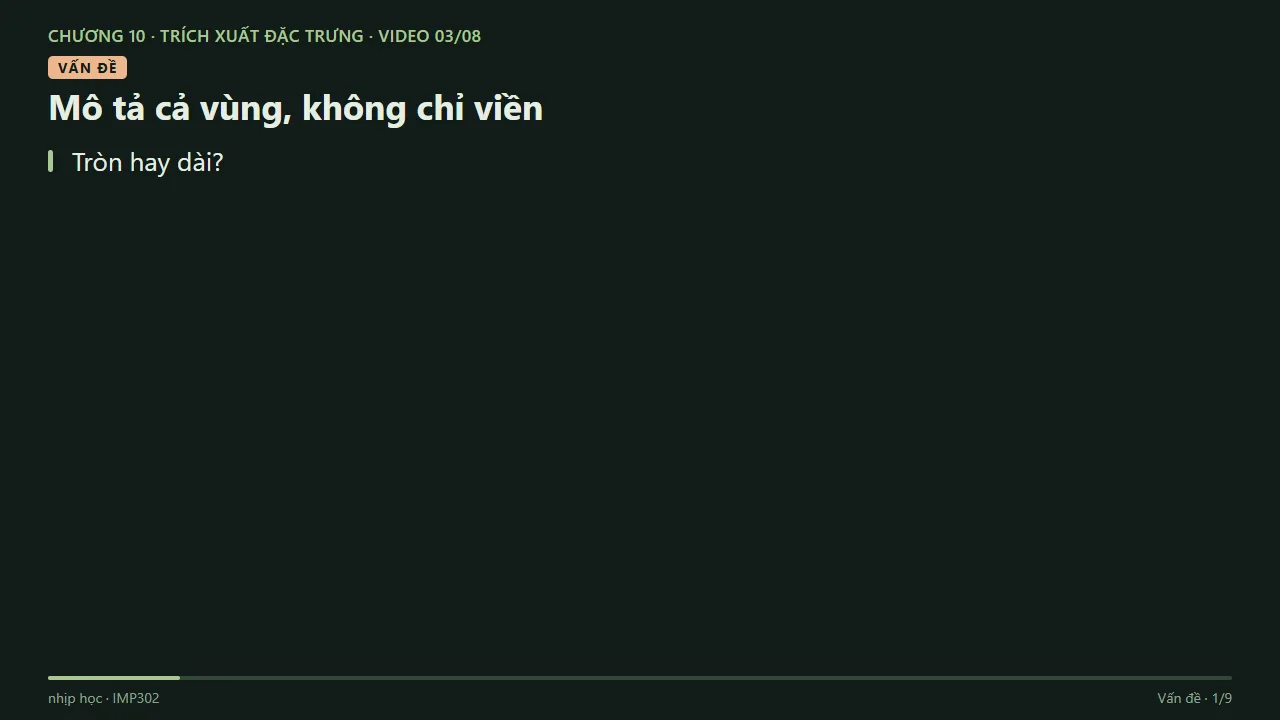 CHƯƠNG 10 · TRÍCH XUẤT ĐẶC TRƯNG · VIDEO 03/08
VẤN ĐỀ
Mô tả cả vùng, không chỉ viền
Tròn hay dài?
nhịp học · IMP302
Vấn đề · 1/9